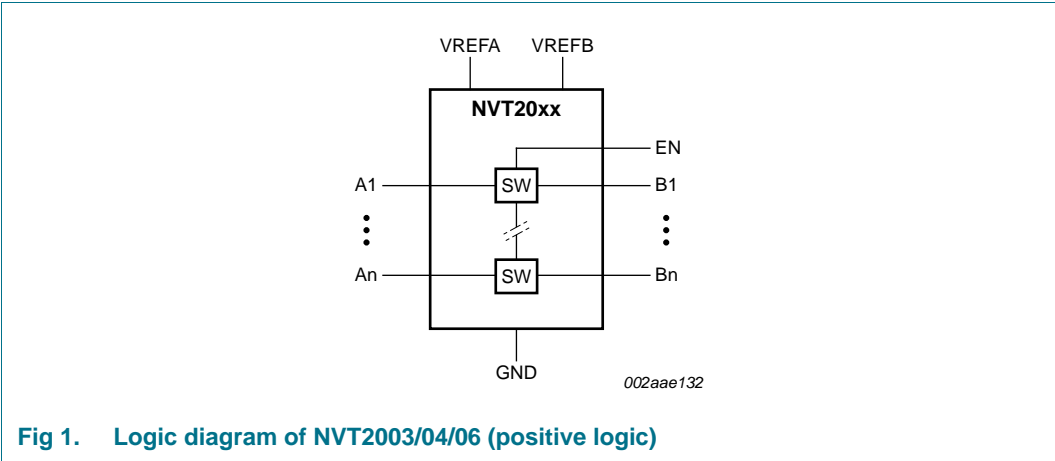 VREFA VREFB
NVT20xx
EN
A1 SW B1
An SW Bn
GND
002aae132
Fig 1. Logic diagram of NVT2003/04/06 (positive logic)